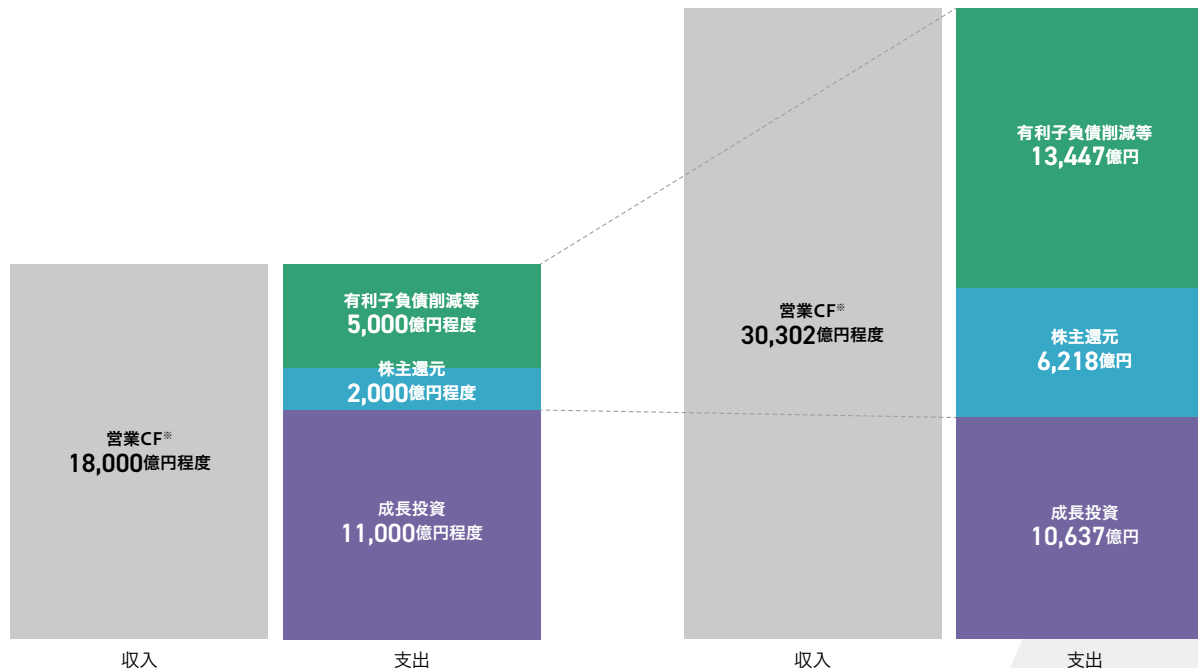 営業CF※
18,000億円程度
収入
有利子負債削減等
5,000億円程度
株主還元
2,000億円程度
成長投資
11,000億円程度
支出
営業CF※
30,302億円程度
収入
有利子負債削減等
13,447億円
株主還元
6,218億円
成長投資
10,637億円
支出